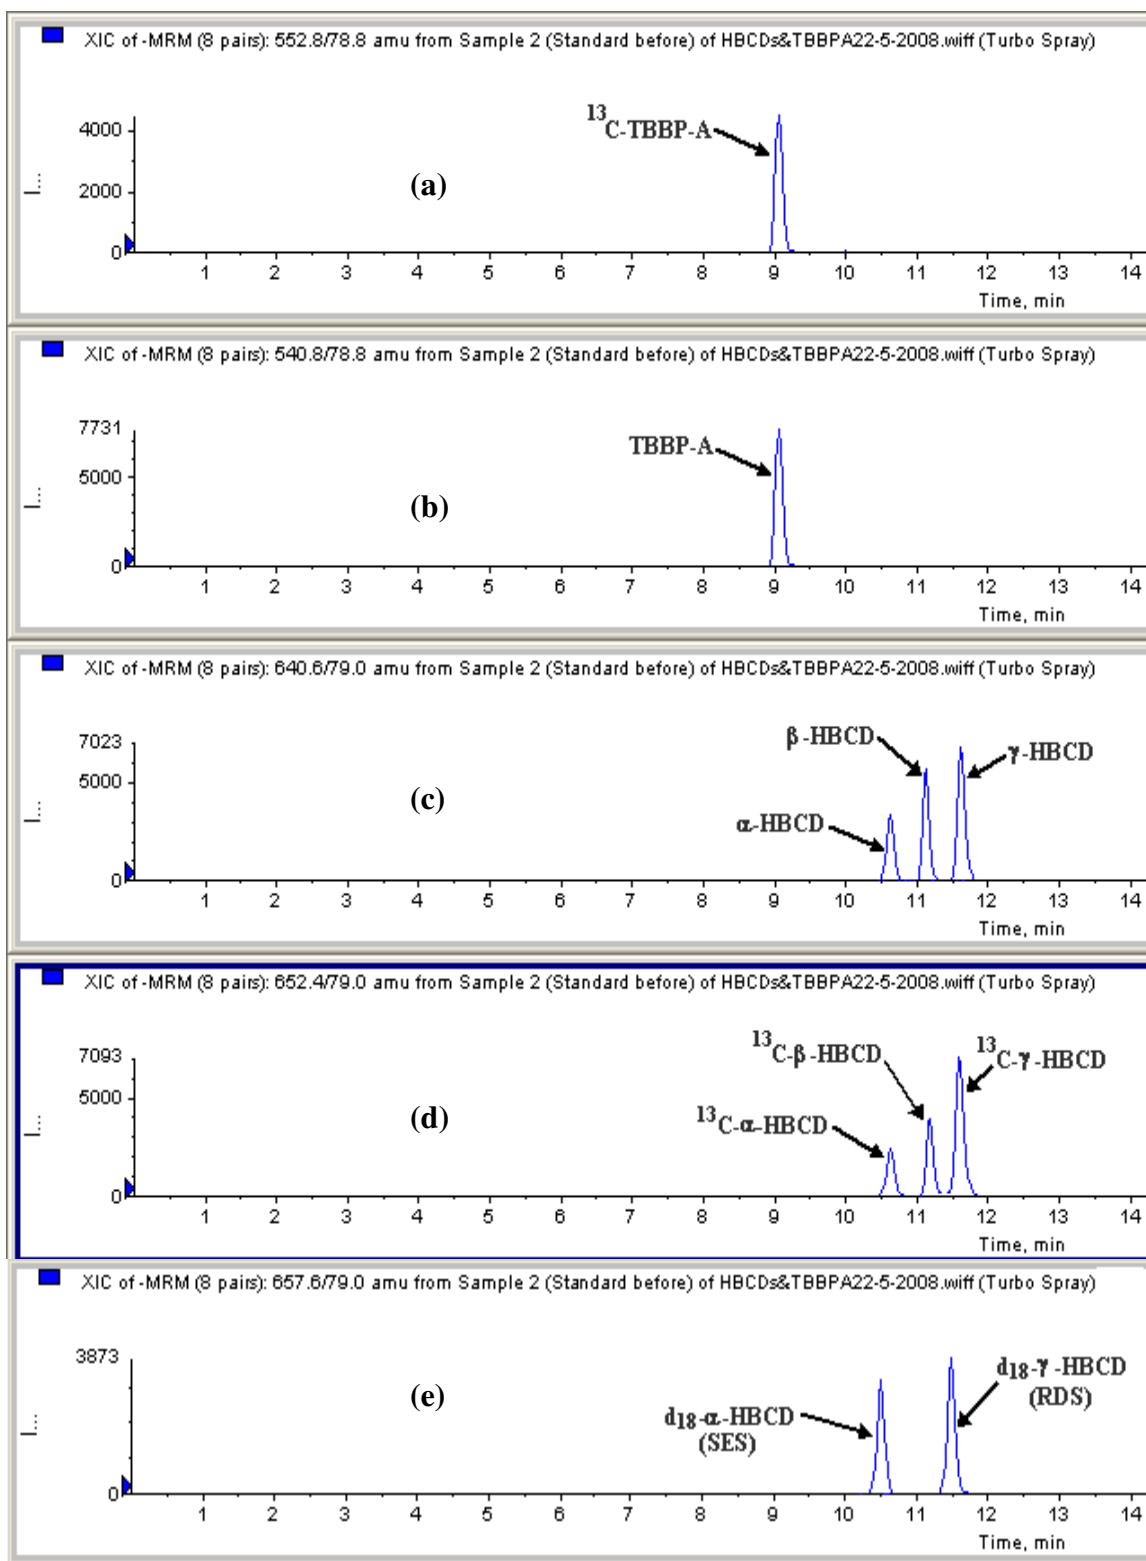 XIC of -MRM (8 pairs): 552.8/78.8 amu from Sample 2 (Standard before) of HBCDs&TBBPA22-5-2008.wiff (Turbo Spray)
13C-TBBP-A
4000
2000
0
I...
(a)
1 2 3 4 5 6 7 8 9 10 11 12 13 14
Time, min
XIC of -MRM (8 pairs): 540.8/78.8 amu from Sample 2 (Standard before) of HBCDs&TBBPA22-5-2008.wiff (Turbo Spray)
7731
5000
0
I...
TBBP-A
(b)
1 2 3 4 5 6 7 8 9 10 11 12 13 14
Time, min
XIC of -MRM (8 pairs): 640.6/79.0 amu from Sample 2 (Standard before) of HBCDs&TBBPA22-5-2008.wiff (Turbo Spray)
7023
5000
0
I...
β-HBCD
γ-HBCD
(c)
α-HBCD
1 2 3 4 5 6 7 8 9 10 11 12 13 14
Time, min
XIC of -MRM (8 pairs): 652.4/79.0 amu from Sample 2 (Standard before) of HBCDs&TBBPA22-5-2008.wiff (Turbo Spray)
7093
5000
0
I...
13C-β-HBCD
13C-γ-HBCD
(d)
13C-α-HBCD
1 2 3 4 5 6 7 8 9 10 11 12 13 14
Time, min
XIC of -MRM (8 pairs): 657.6/79.0 amu from Sample 2 (Standard before) of HBCDs&TBBPA22-5-2008.wiff (Turbo Spray)
3873
0
I...
(e)
d18-γ-HBCD
(RDS)
d18-α-HBCD
(SES)
1 2 3 4 5 6 7 8 9 10 11 12 13 14
Time, min